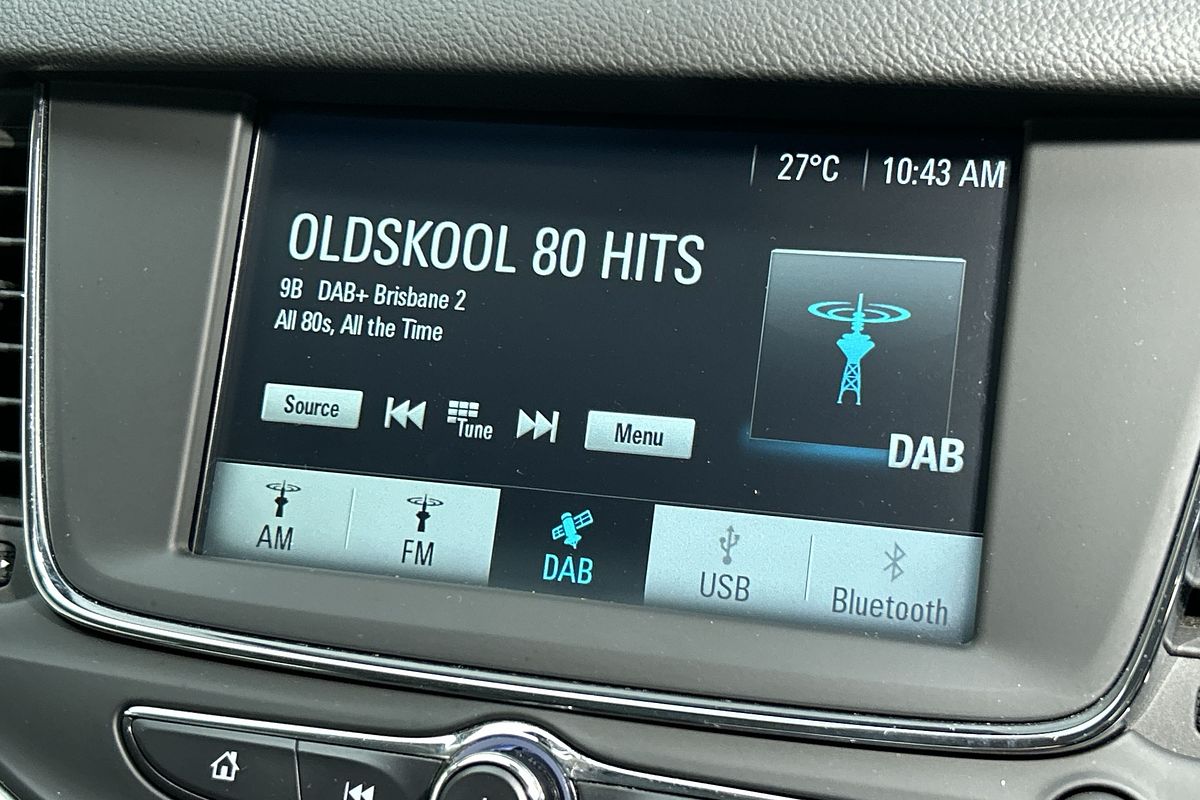 27°C 10:43 AM
OLDSKOOL 80 HITS
9B DAB+ Brisbane 2
All 80s, All the Time
Source Tune Menu
DAB
AM FM DAB USB Bluetooth